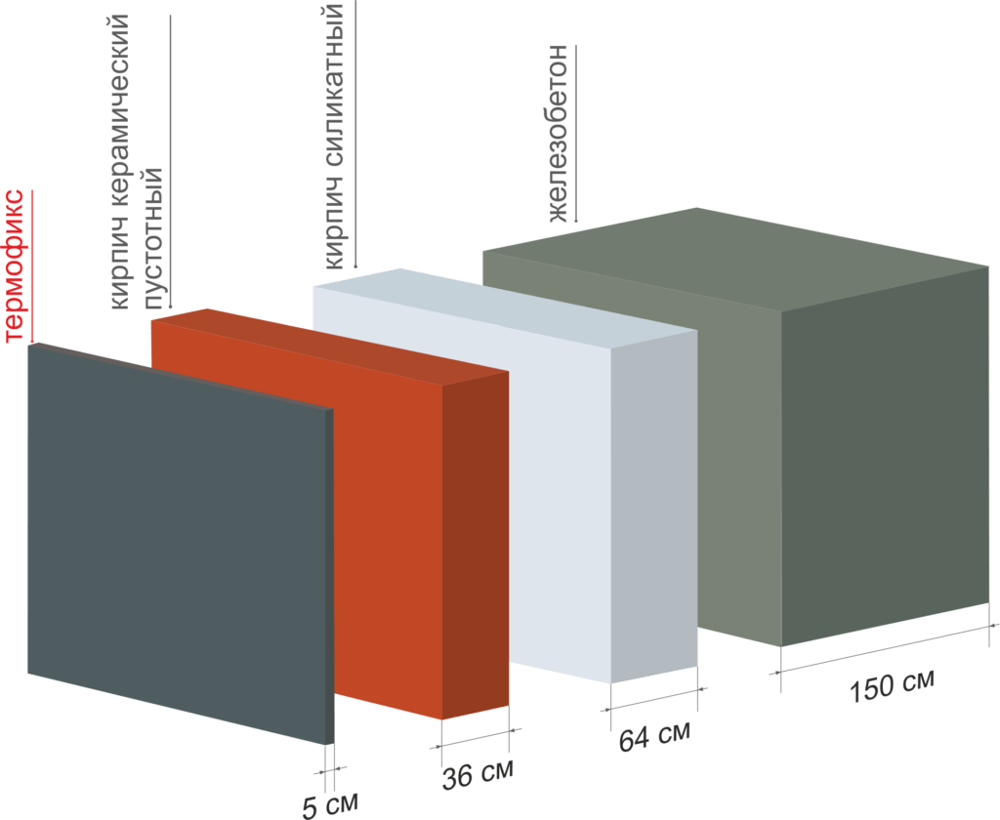 термофикс
кирпич керамический
пустотный
кирпич силикатный
железобетон
5 см
36 см
64 см
150 см